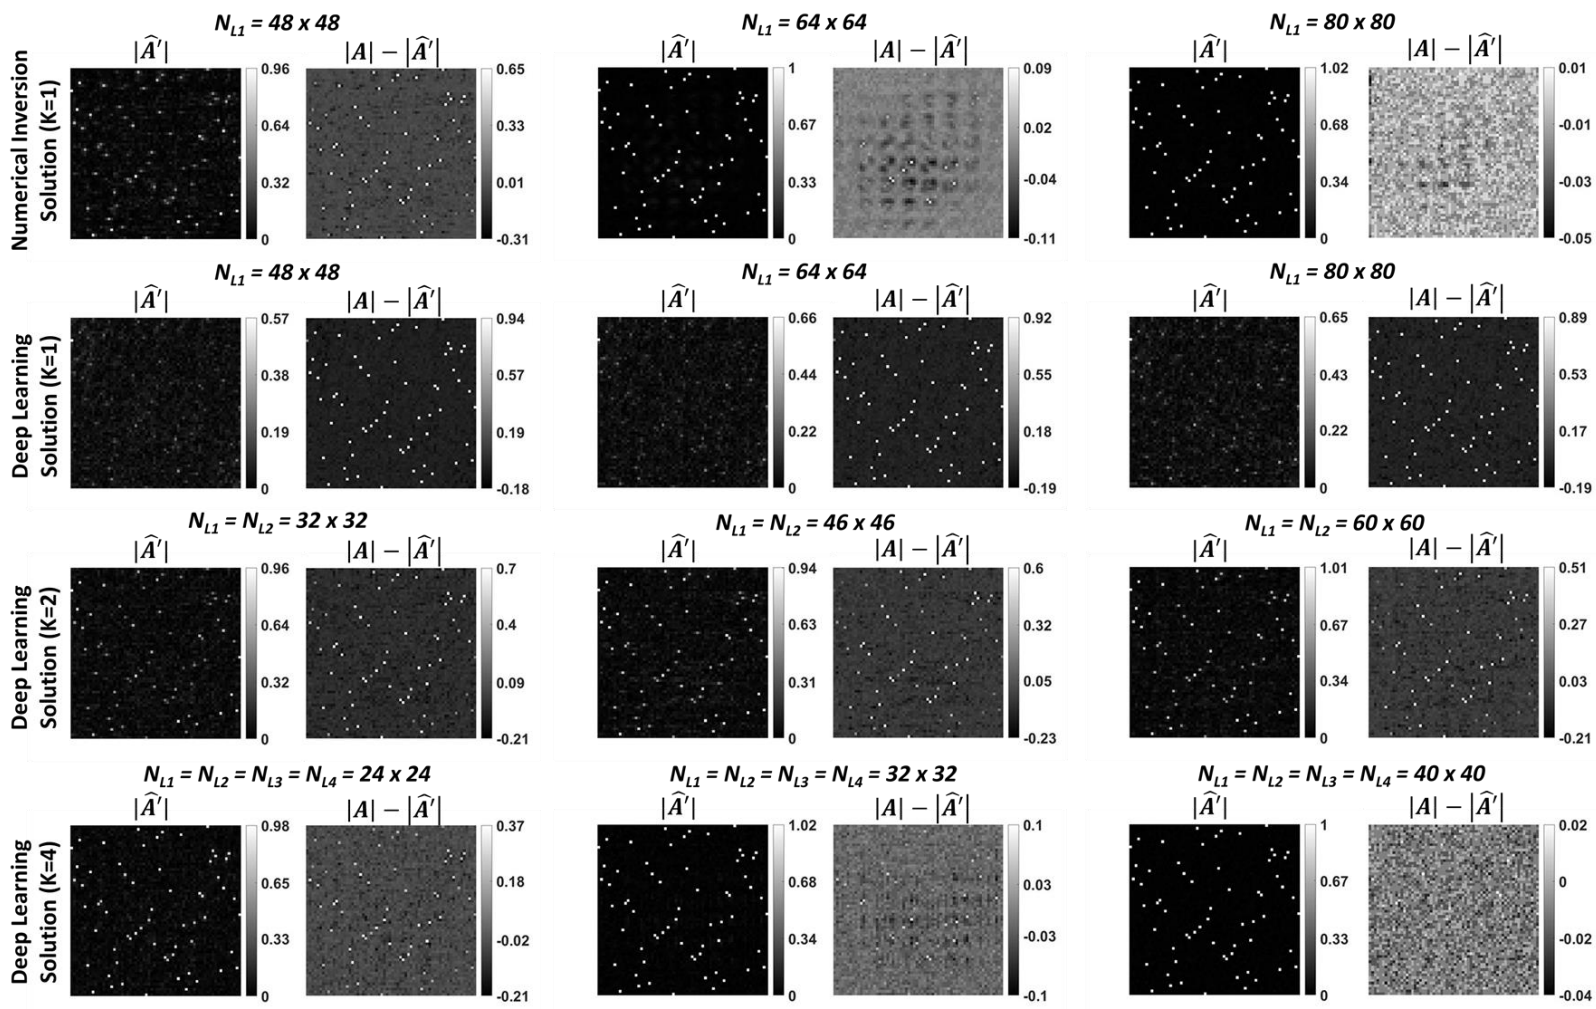 Numerical Inversion
Solution (K=1)
N_L1 = 48 x 48
N_L1 = 64 x 64
N_L1 = 80 x 80
|Â′| |A| − |Â′|
|Â′| |A| − |Â′|
|Â′| |A| − |Â′|
0.96 0.65 1 0.09 1.02 0.01
0.64 0.33 0.67 0.02 0.68 -0.01
0.32 0.01 0.33 -0.04 0.34 -0.03
0 -0.31 0 -0.11 0 -0.05
Deep Learning
Solution (K=1)
N_L1 = 48 x 48
N_L1 = 64 x 64
N_L1 = 80 x 80
|Â′| |A| − |Â′|
|Â′| |A| − |Â′|
|Â′| |A| − |Â′|
0.57 0.94 0.66 0.92 0.65 0.89
0.38 0.57 0.44 0.55 0.43 0.53
0.19 0.19 0.22 0.18 0.22 0.17
0 -0.18 0 -0.19 0 -0.19
Deep Learning
Solution (K=2)
N_L1 = N_L2 = 32 x 32
N_L1 = N_L2 = 46 x 46
N_L1 = N_L2 = 60 x 60
|Â′| |A| − |Â′|
|Â′| |A| − |Â′|
|Â′| |A| − |Â′|
0.96 0.7 0.94 0.6 1.01 0.51
0.64 0.4 0.63 0.32 0.67 0.27
0.32 0.09 0.31 0.05 0.34 0.03
0 -0.21 0 -0.23 0 -0.21
Deep Learning
Solution (K=4)
N_L1 = N_L2 = N_L3 = N_L4 = 24 x 24
N_L1 = N_L2 = N_L3 = N_L4 = 32 x 32
N_L1 = N_L2 = N_L3 = N_L4 = 40 x 40
|Â′| |A| − |Â′|
|Â′| |A| − |Â′|
|Â′| |A| − |Â′|
0.98 0.37 1.02 0.1 1 0.02
0.65 0.18 0.68 0.03 0.67 0
0.33 -0.02 0.34 -0.03 0.33 -0.02
0 -0.21 0 -0.1 0 -0.04